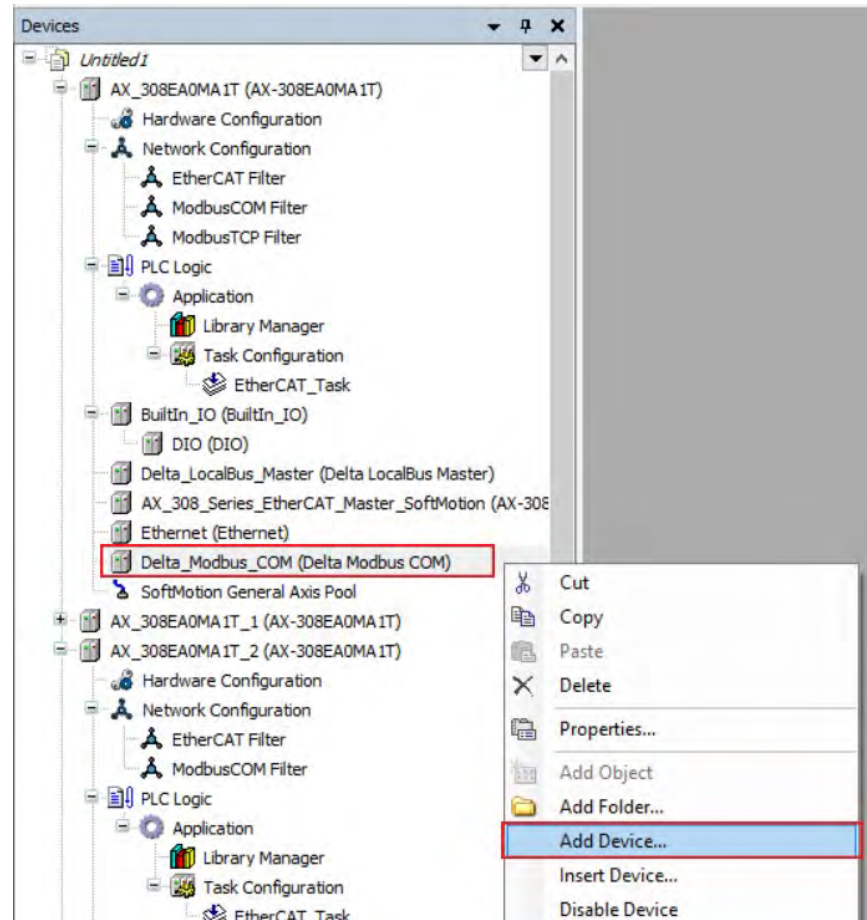 Devices
Untitled1
AX_308EA0MA1T (AX-308EA0MA1T)
Hardware Configuration
Network Configuration
EtherCAT Filter
ModbusCOM Filter
ModbusTCP Filter
PLC Logic
Application
Library Manager
Task Configuration
EtherCAT_Task
BuiltIn_IO (BuiltIn_IO)
DIO (DIO)
Delta_LocalBus_Master (Delta LocalBus Master)
AX_308_Series_EtherCAT_Master_SoftMotion (AX-308
Ethernet (Ethernet)
Delta_Modbus_COM (Delta Modbus COM)
SoftMotion General Axis Pool
AX_308EA0MA1T_1 (AX-308EA0MA1T)
AX_308EA0MA1T_2 (AX-308EA0MA1T)
Hardware Configuration
Network Configuration
EtherCAT Filter
ModbusCOM Filter
PLC Logic
Application
Library Manager
Task Configuration
EtherCAT_Task
Cut
Copy
Paste
Delete
Properties...
Add Object
Add Folder...
Add Device...
Insert Device...
Disable Device